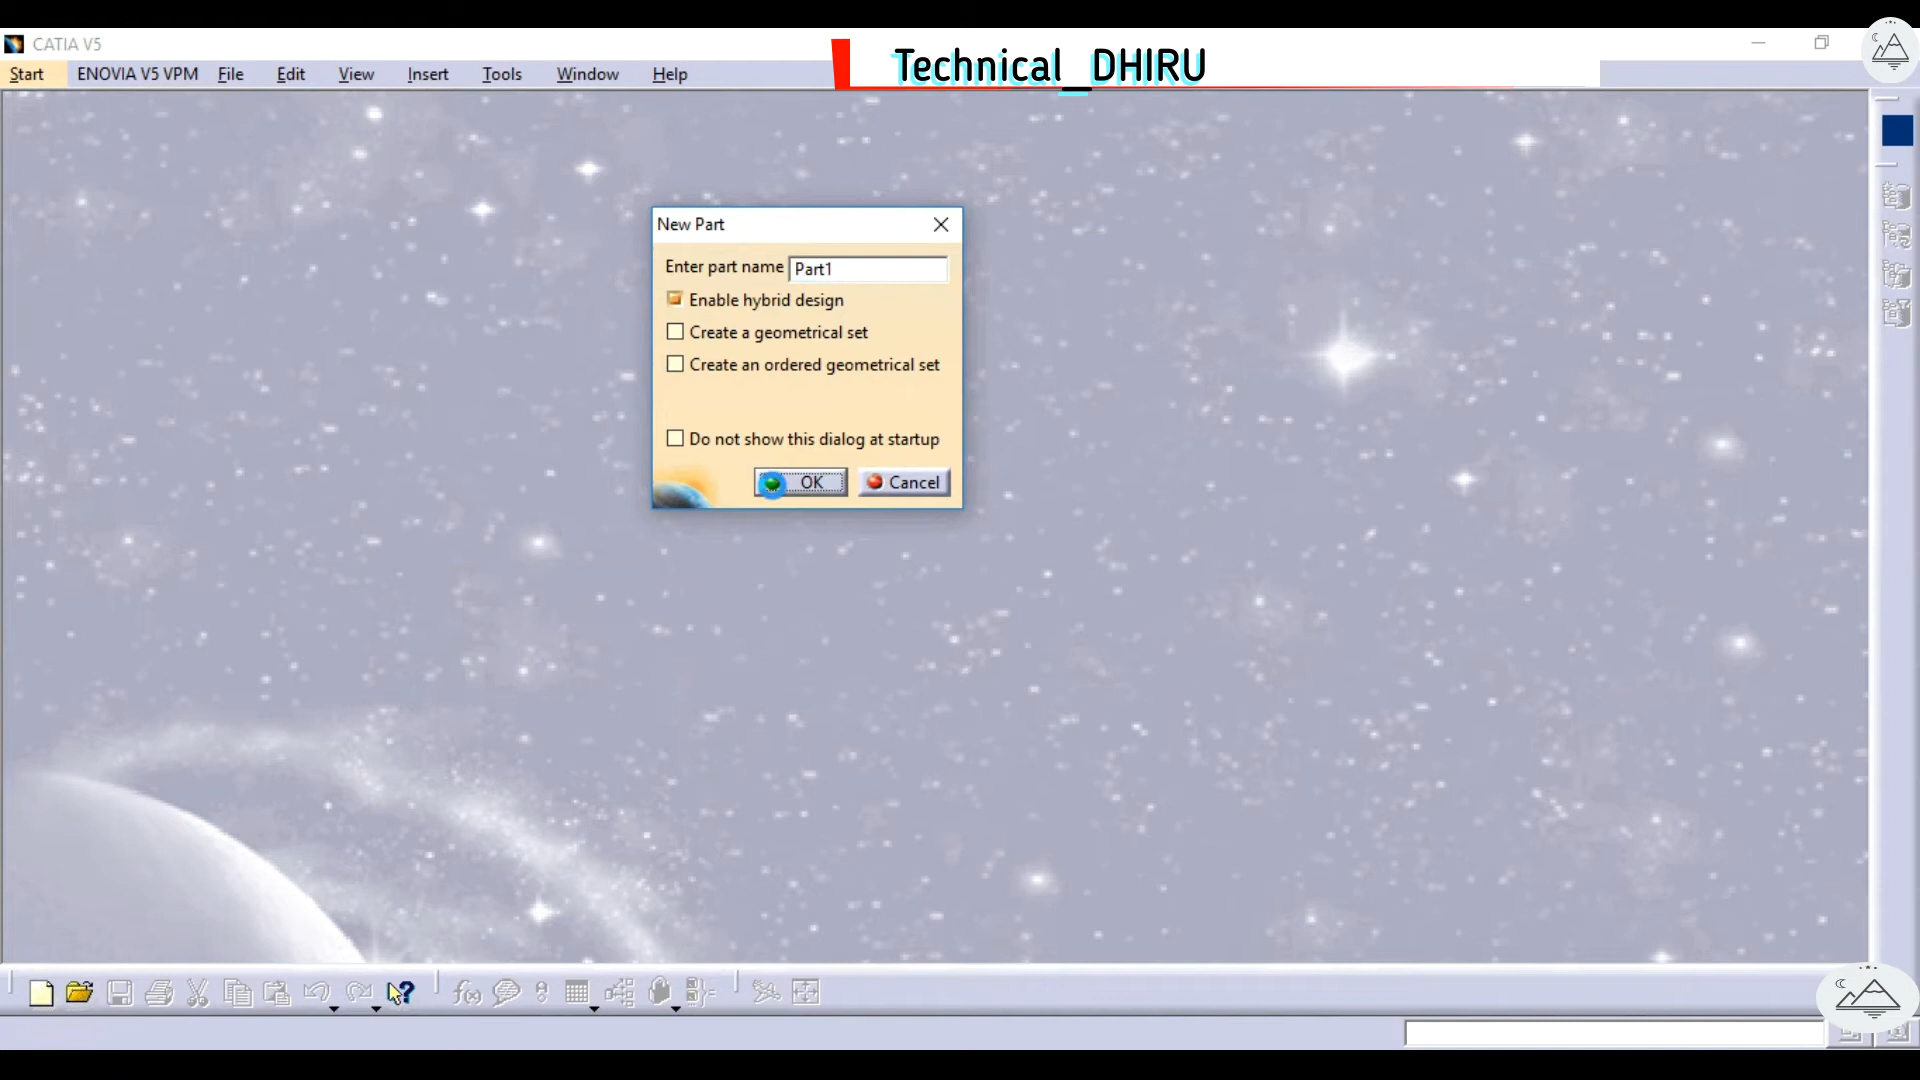 CATIA V5
Technical_DHIRU
Start ENOVIA V5 VPM File Edit View Insert Tools Window Help
New Part
Enter part name Part1
Enable hybrid design
Create a geometrical set
Create an ordered geometrical set
Do not show this dialog at startup
OK Cancel
f(x)